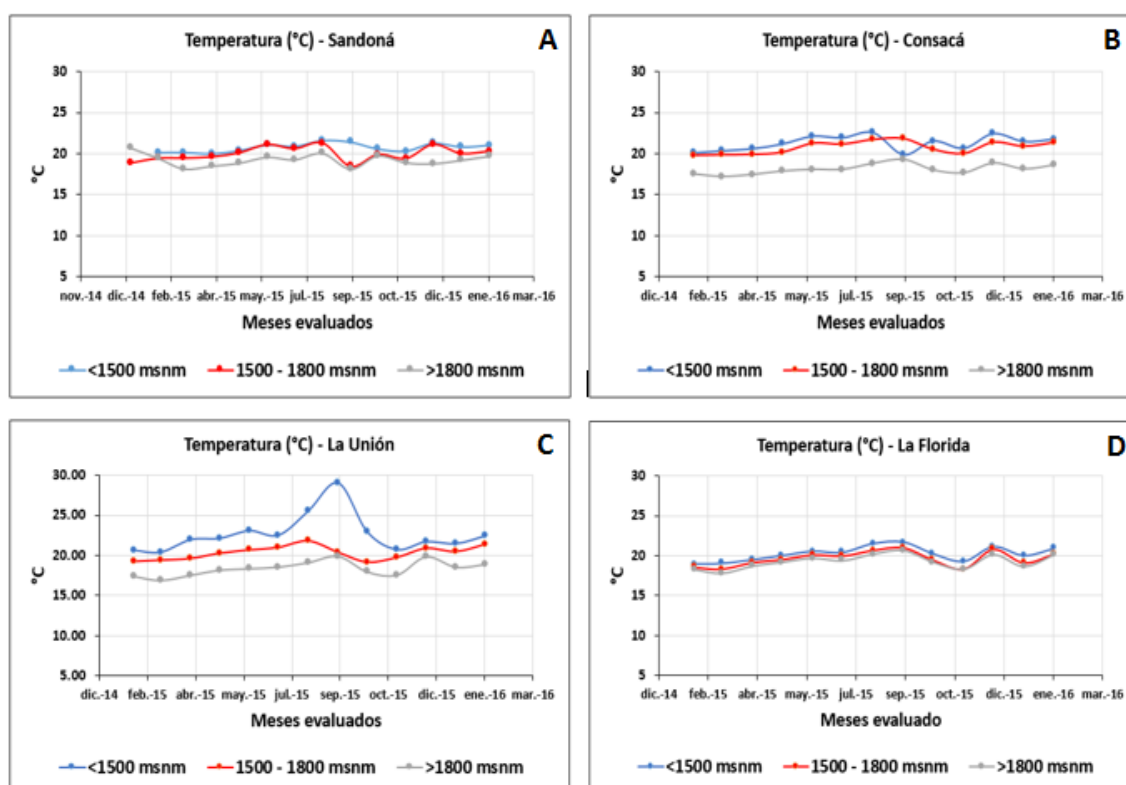 Temperatura (°C) - Sandoná
A
30
25
20
15
10
5
°C
nov.-14 dic.-14 feb.-15 abr.-15 may.-15 jul.-15 sep.-15 oct.-15 dic.-15 ene.-16 mar.-16
Meses evaluados
<1500 msnm 1500 - 1800 msnm >1800 msnm
Temperatura (°C) - Consacá
B
30
25
20
15
10
5
°C
dic.-14 feb.-15 abr.-15 may.-15 jul.-15 sep.-15 oct.-15 dic.-15 ene.-16 mar.-16
Meses evaluados
<1500 msnm 1500 - 1800 msnm >1800 msnm
Temperatura (°C) - La Unión
C
30.00
25.00
20.00
15.00
10.00
5.00
°C
dic.-14 feb.-15 abr.-15 may.-15 jul.-15 sep.-15 oct.-15 dic.-15 ene.-16 mar.-16
Meses evaluados
<1500 msnm 1500 - 1800 msnm >1800 msnm
Temperatura (°C) - La Florida
D
30
25
20
15
10
5
°C
dic.-14 feb.-15 abr.-15 may.-15 jul.-15 sep.-15 oct.-15 dic.-15 ene.-16 mar.-16
Meses evaluado
<1500 msnm 1500 - 1800 msnm >1800 msnm